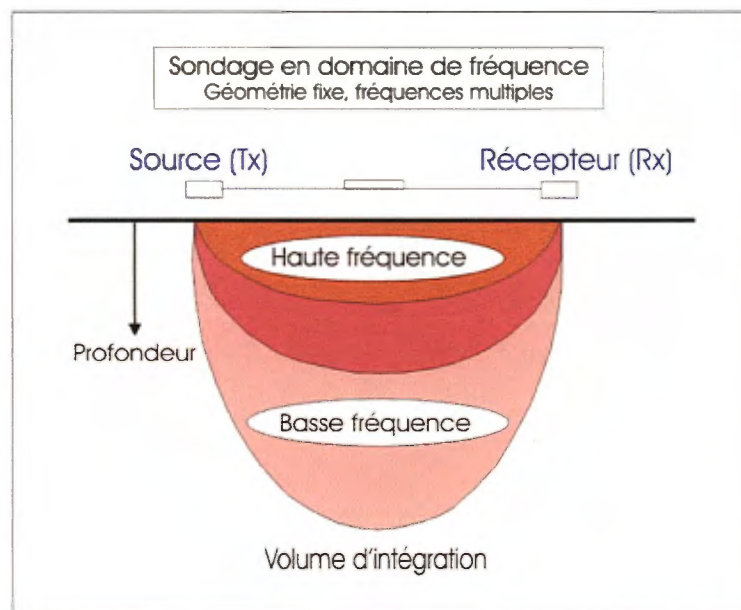 Sondage en domaine de fréquence
Géométrie fixe, fréquences multiples
Source (Tx)
Récepteur (Rx)
Haute fréquence
Profondeur
Basse fréquence
Volume d'intégration